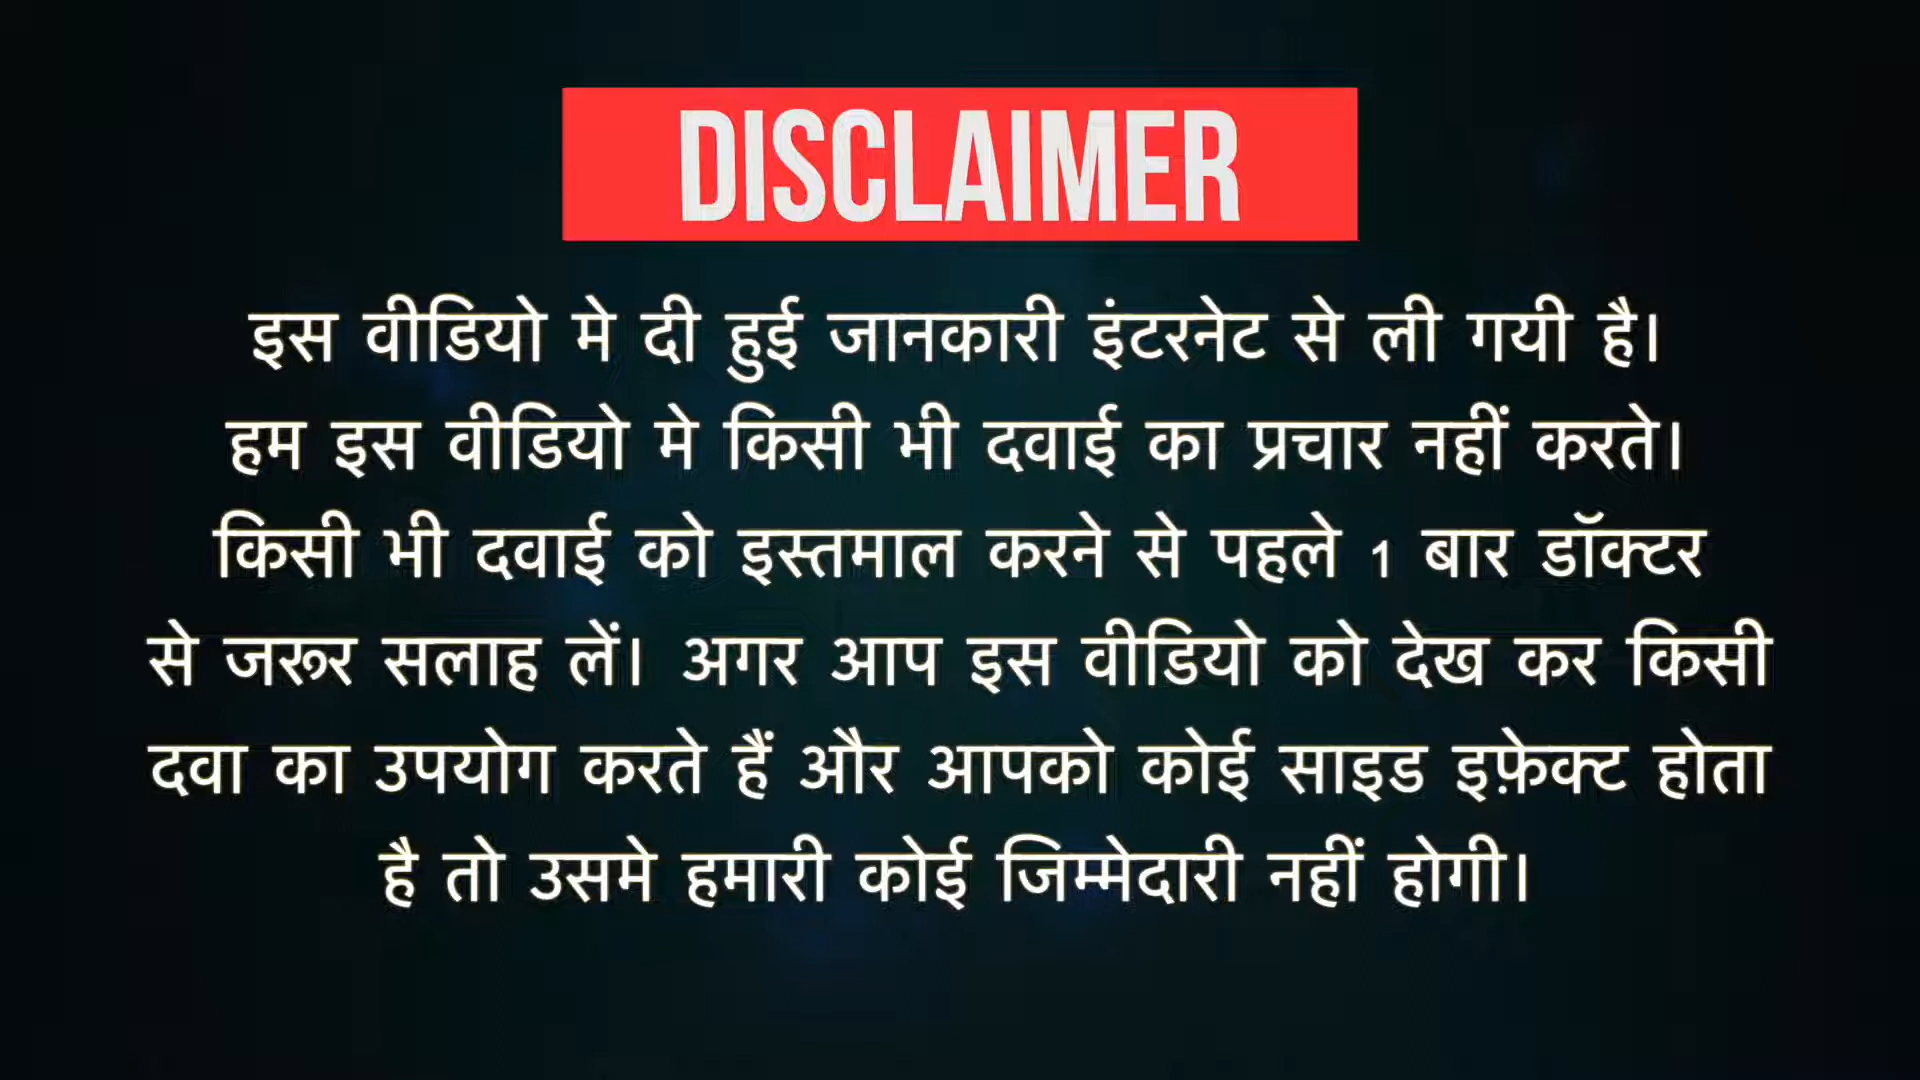 DISCLAIMER
इस वीडियो मे दी हुई जानकारी इंटरनेट से ली गयी है।
हम इस वीडियो मे किसी भी दवाई का प्रचार नहीं करते।
किसी भी दवाई को इस्तमाल करने से पहले 1 बार डॉक्टर
से जरूर सलाह लें। अगर आप इस वीडियो को देख कर किसी
दवा का उपयोग करते हैं और आपको कोई साइड इफ़ेक्ट होता
है तो उसमे हमारी कोई जिम्मेदारी नहीं होगी।